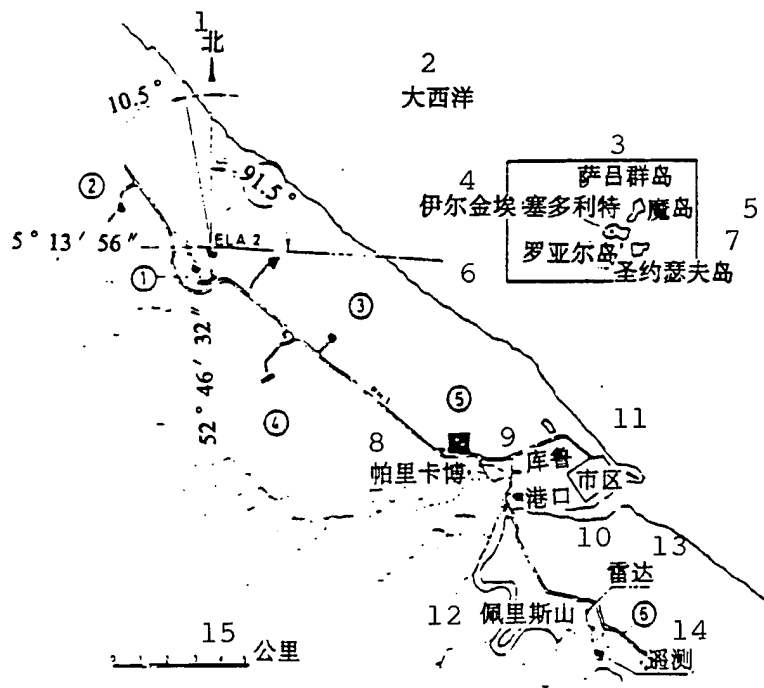 1
北
2
大西洋
10.5°
3
萨吕群岛
4
伊尔金埃 塞多利特
魔岛
5
② 
91.5°
5° 13′ 56″
ELA 2
罗亚尔岛
7
6
圣约瑟夫岛
①
③
52° 46′ 32″
④
⑤
8
9
11
帕里卡博
库鲁
市区
港口
10
13
雷达
12
佩里斯山
⑥
14
遥测
15
公里